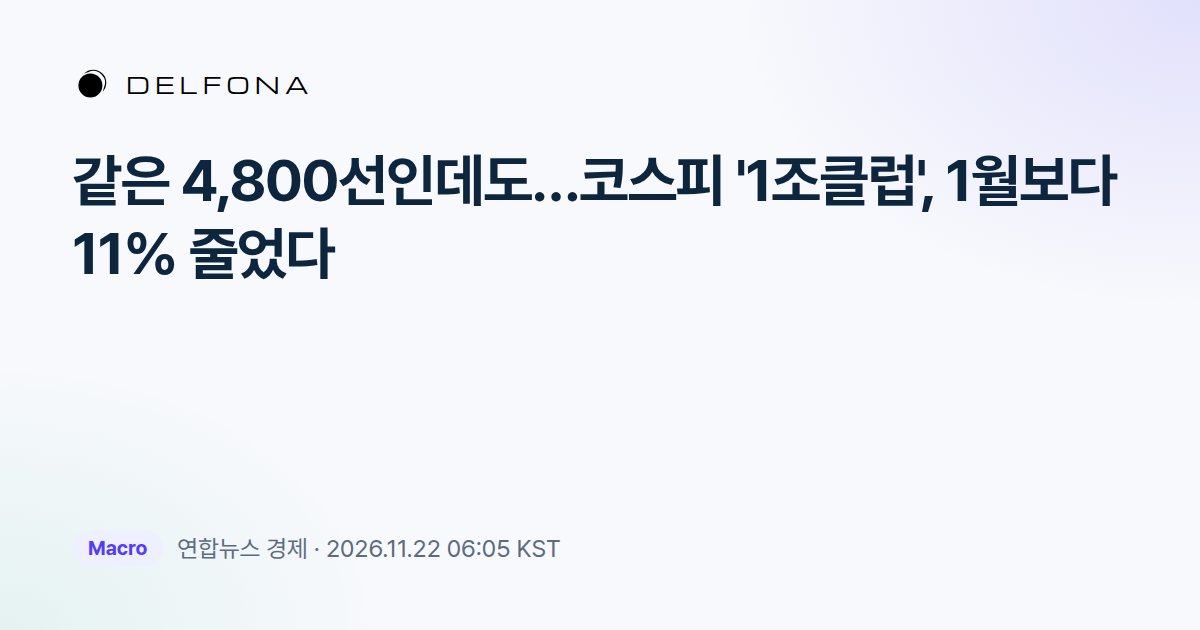 DELFONA
같은 4,800선인데도…코스피 '1조클럽', 1월보다
11% 줄었다
Macro 연합뉴스 경제 · 2026.11.22 06:05 KST